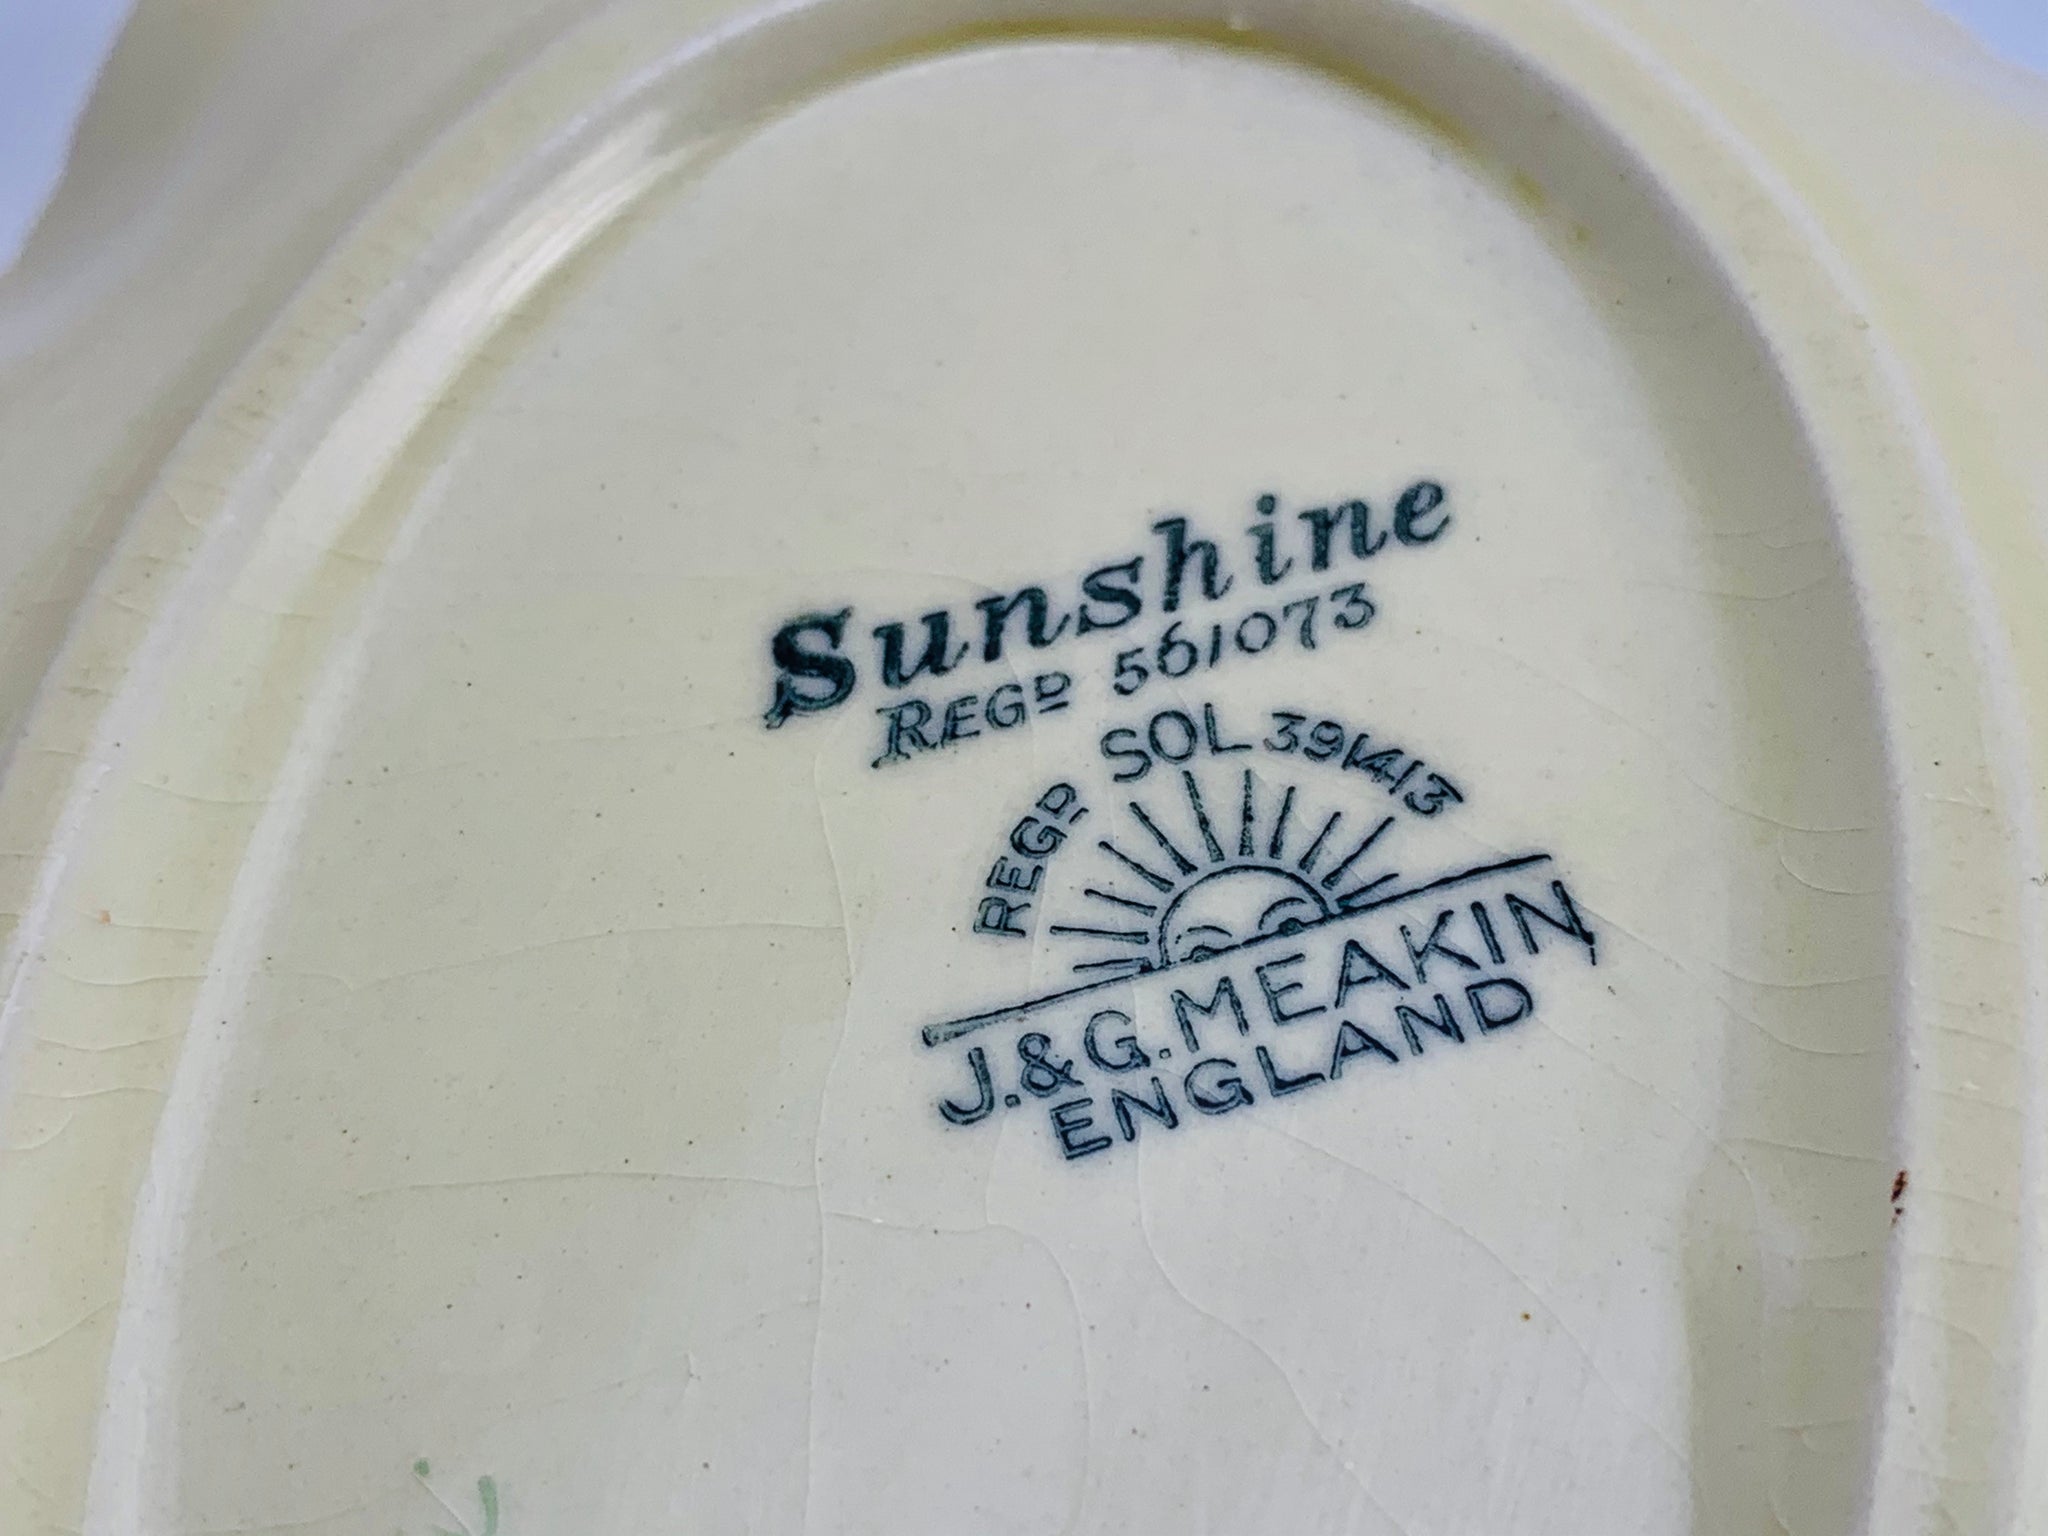 Sunshine
REGD 561073
REGD SOL 391413
J.&G. MEAKIN
ENGLAND